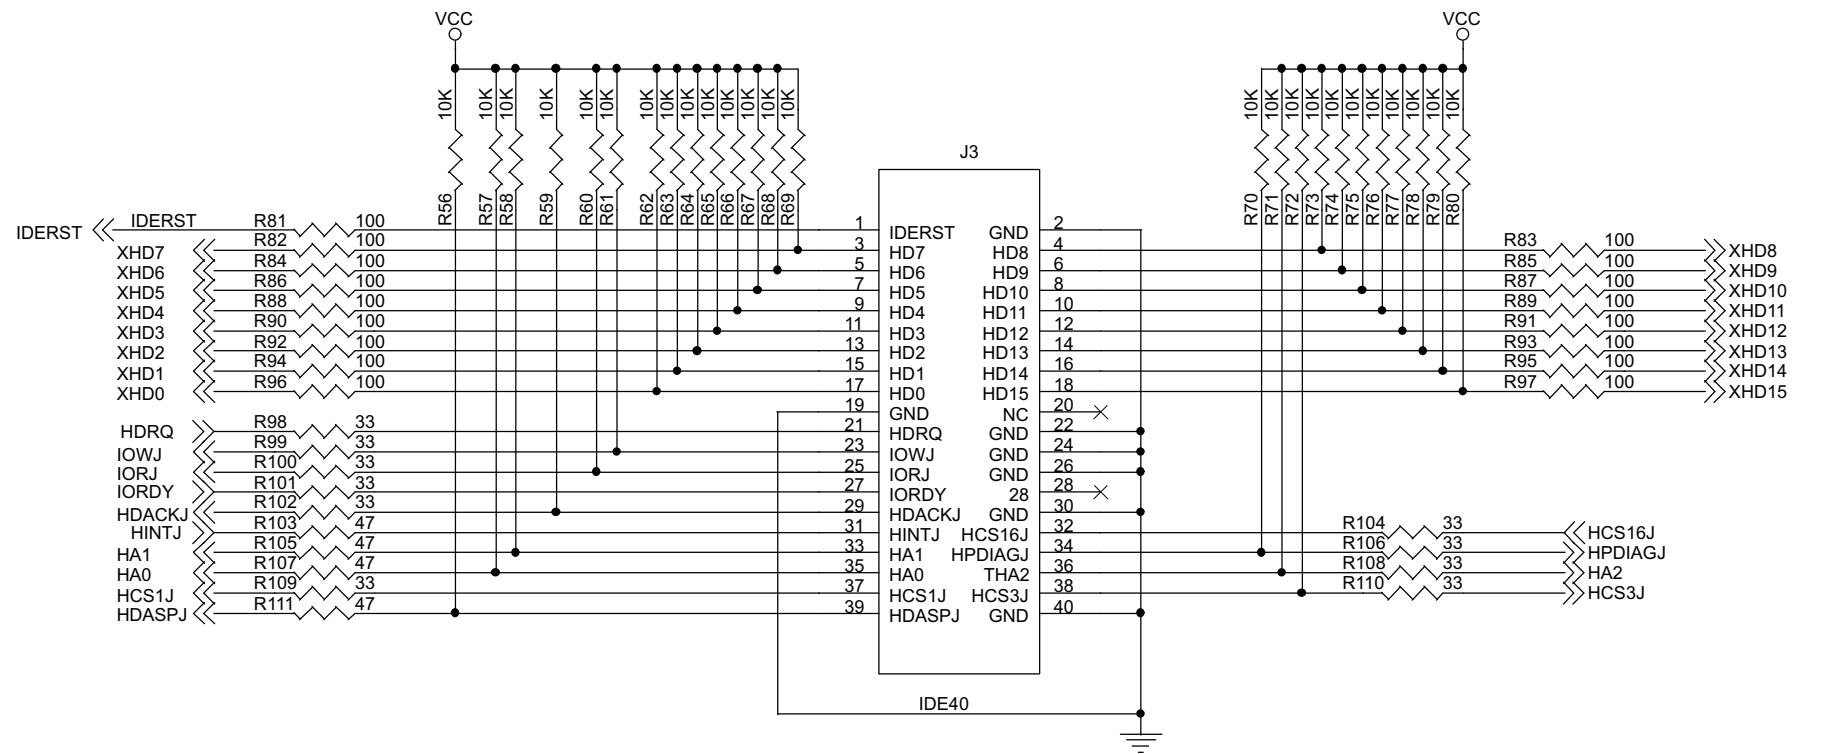 VCC
VCC
10K 10K 10K 10K 10K 10K 10K 10K 10K 10K 10K 10K 10K 10K
10K 10K 10K 10K 10K 10K 10K 10K 10K 10K 10K
R56 R57 R58 R59 R60 R61 R62 R63 R64 R65 R66 R67 R68 R69
R70 R71 R72 R73 R74 R75 R76 R77 R78 R79 R80
J3
IDERST IDERST R81 100 1 IDERST GND 2
XHD7 R82 100 3 HD7 HD8 4 R83 100 XHD8
XHD6 R84 100 5 HD6 HD9 6 R85 100 XHD9
XHD5 R86 100 7 HD5 HD10 8 R87 100 XHD10
XHD4 R88 100 9 HD4 HD11 10 R89 100 XHD11
XHD3 R90 100 11 HD3 HD12 12 R91 100 XHD12
XHD2 R92 100 13 HD2 HD13 14 R93 100 XHD13
XHD1 R94 100 15 HD1 HD14 16 R95 100 XHD14
XHD0 R96 100 17 HD0 HD15 18 R97 100 XHD15
19 GND NC 20
HDRQ R98 33 21 HDRQ GND 22
IOWJ R99 33 23 IOWJ GND 24
IORJ R100 33 25 IORJ GND 26
IORDY R101 33 27 IORDY 28 28
HDACKJ R102 33 29 HDACKJ GND 30
HINTJ R103 47 31 HINTJ HCS16J 32 R104 33 HCS16J
HA1 R105 47 33 HA1 HPDIAGJ 34 R106 33 HPDIAGJ
HA0 R107 47 35 HA0 THA2 36 R108 33 HA2
HCS1J R109 33 37 HCS1J HCS3J 38 R110 33 HCS3J
HDASPJ R111 47 39 HDASPJ GND 40
IDE40